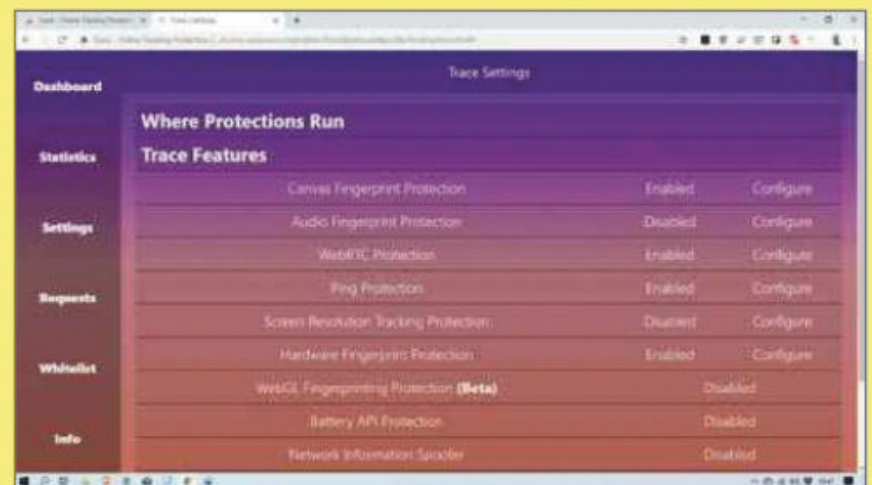 Trace Settings
Dashboard
Where Protections Run
Statistics
Trace Features
Canvas Fingerprint Protection Enabled Configure
Settings
Audio Fingerprint Protection Disabled Configure
WebRTC Protection Enabled Configure
Requests
Ping Protection Enabled Configure
Screen Resolution Tracking Protection Disabled Configure
Whitelist
Hardware Fingerprint Protection Enabled Configure
WebGL Fingerprinting Protection (Beta) Disabled
Battery API Protection Disabled
Info
Network Information Spoofer Disabled